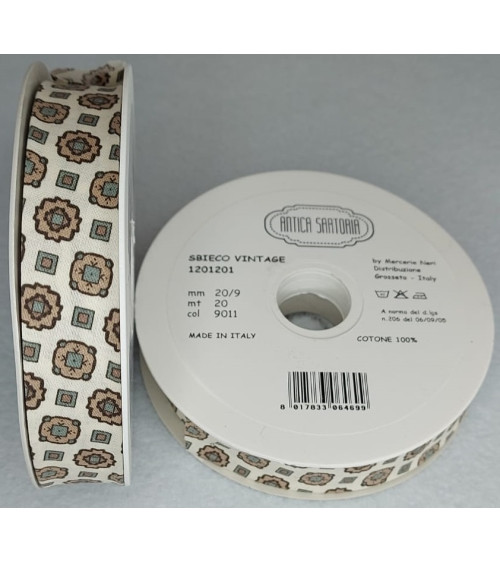 ANTICA SARTORIA
SBIECO VINTAGE
1201201
mm 20/9
mt 20
col 9011
MADE IN ITALY
by Merceria Neri
Distribuzione
Grosseto - Italy
A norma del d.lgs
n.206 del 06/09/05
COTONE 100%
8 017833 064699